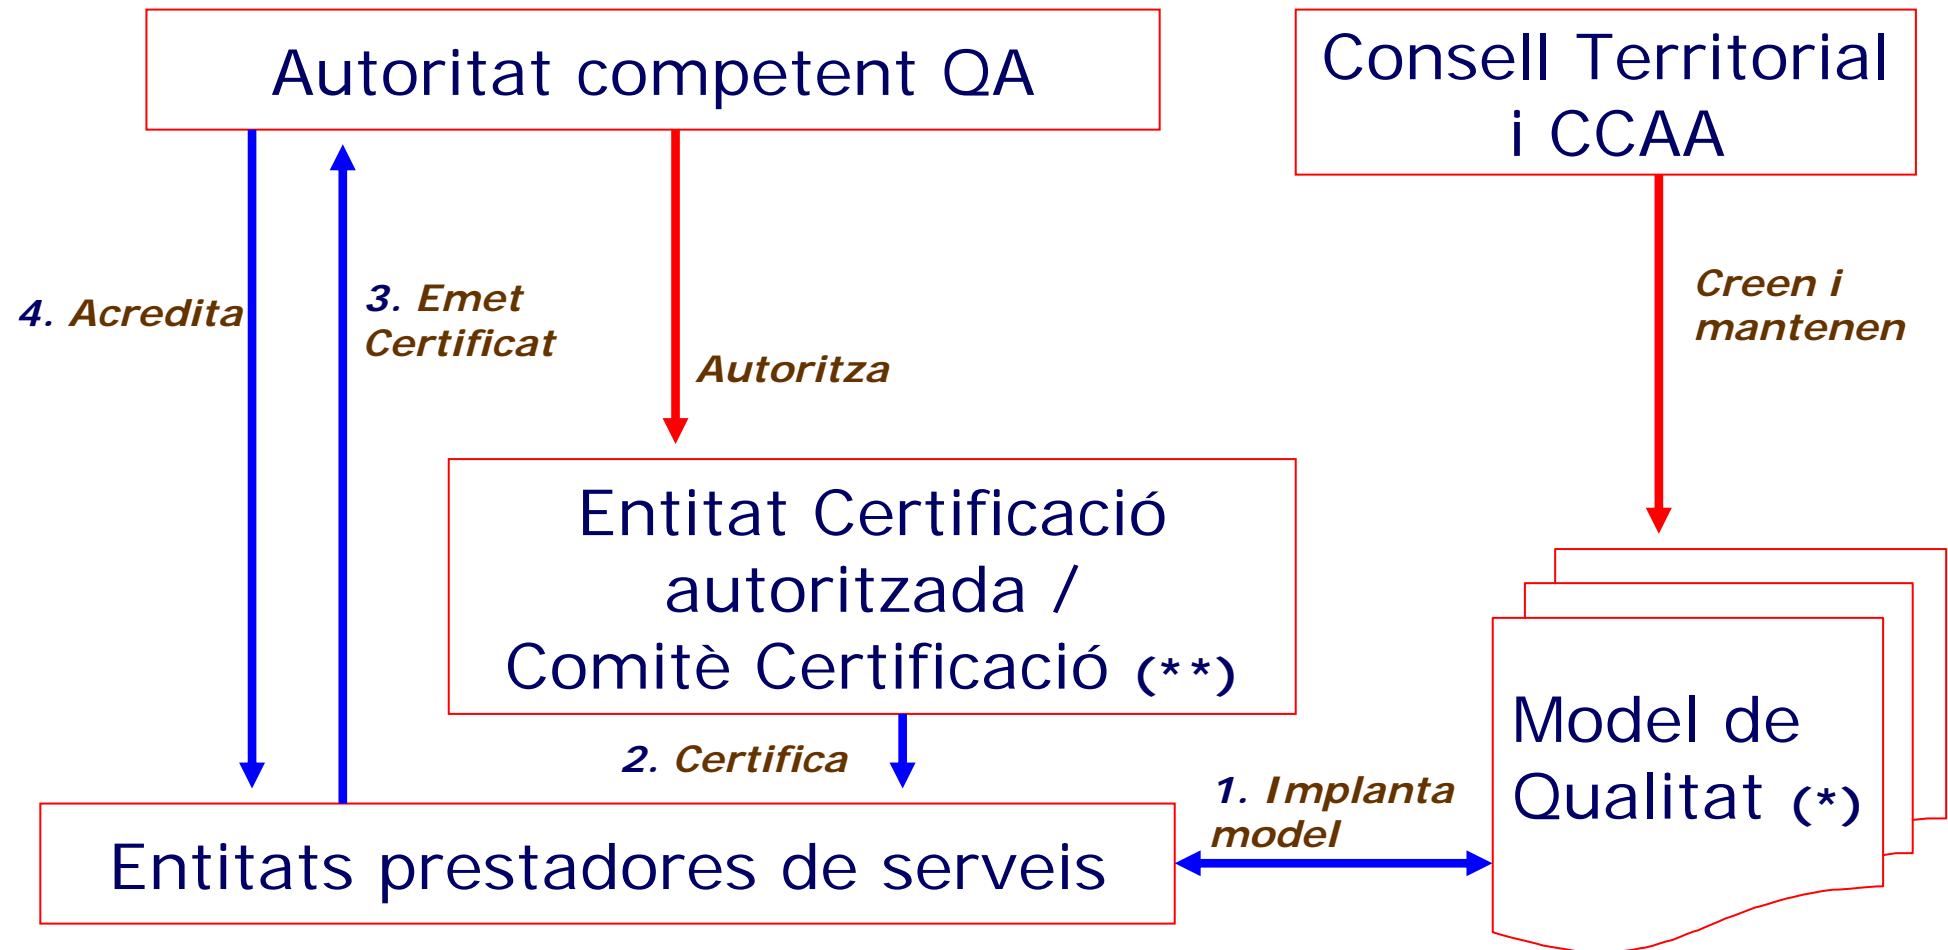 Autoritat competent QA
Consell Territorial
i CCAA
4. Acredita
3. Emet
Certificat
Autoritza
Creen i
mantenen
Entitat Certificació
autoritzada /
Comitè Certificació (**)
2. Certifica
1. Implanta
model
Model de
Qualitat (*)
Entitats prestadores de serveis